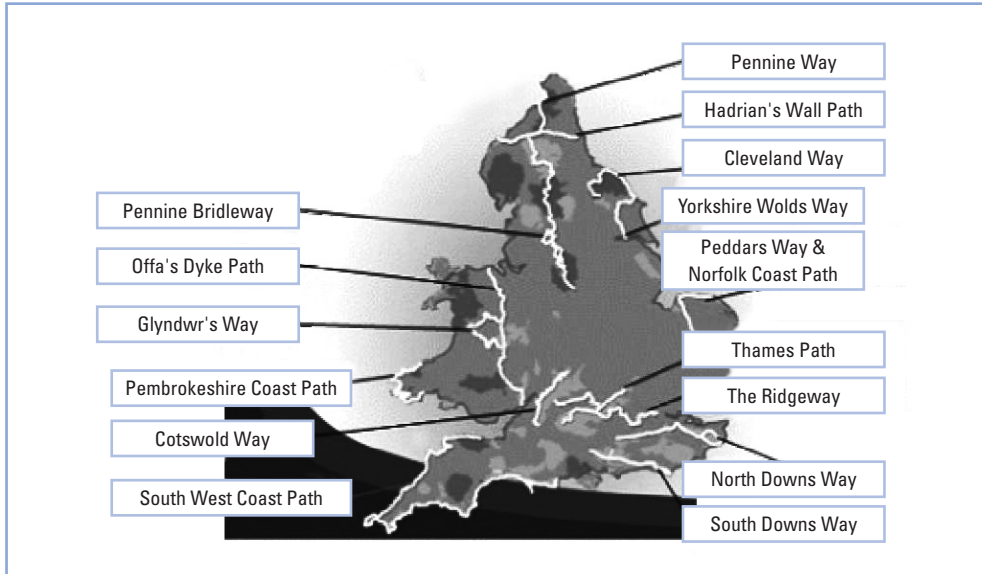 Pennine Way
Hadrian's Wall Path
Cleveland Way
Yorkshire Wolds Way
Peddars Way &
Norfolk Coast Path
Pennine Bridleway
Offa's Dyke Path
Glyndwr's Way
Pembrokeshire Coast Path
Cotswold Way
South West Coast Path
Thames Path
The Ridgeway
North Downs Way
South Downs Way